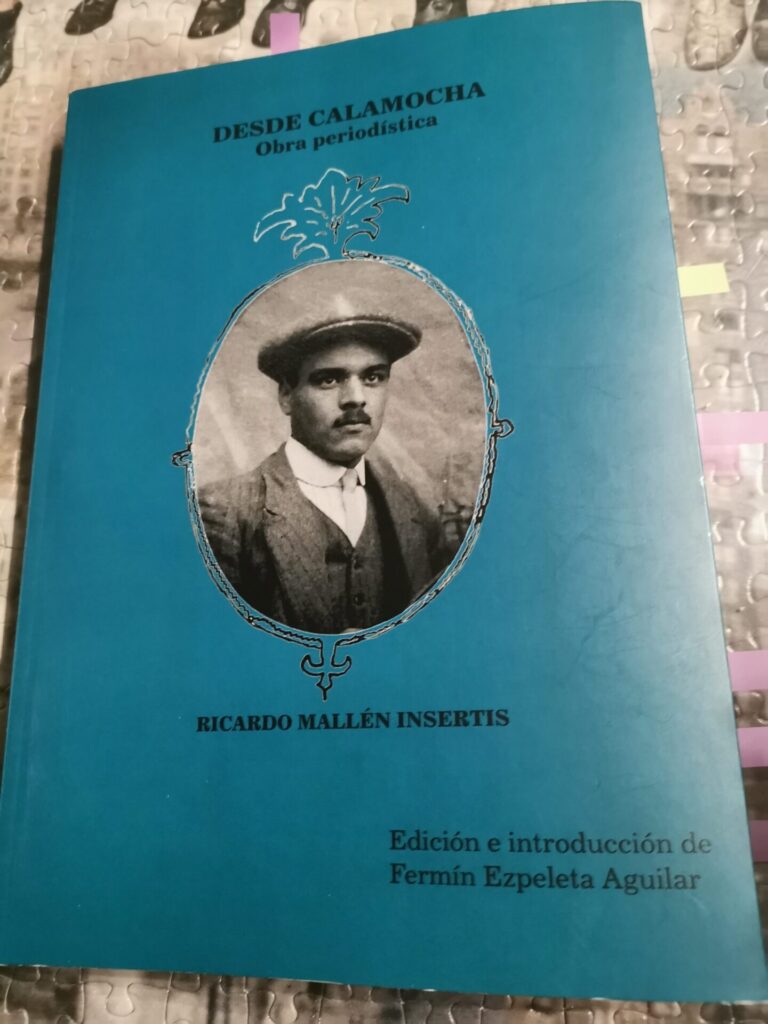 DESDE CALAMOCHA
Obra periodística
RICARDO MALLÉN INSERTIS
Edición e introducción de
Fermín Ezpeleta Aguilar